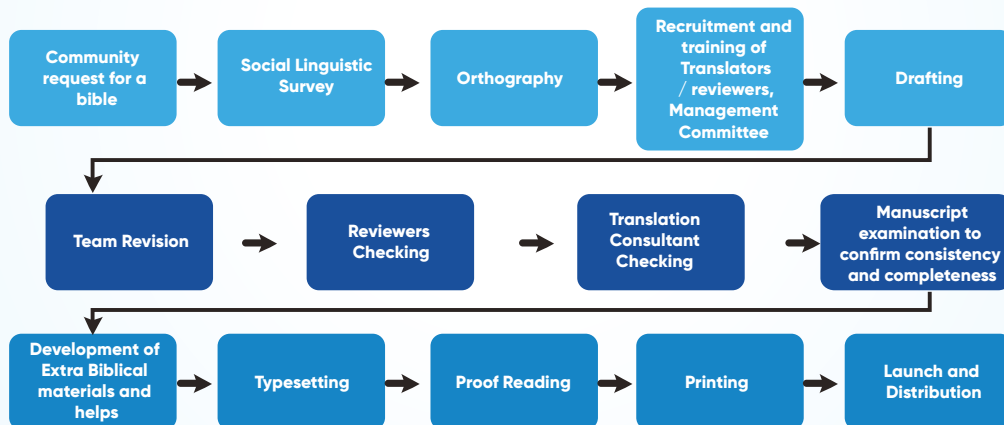 Community
request for a
bible
Social Linguistic
Survey
Orthography
Recruitment and
training of
Translators
/ reviewers,
Management
Committee
Drafting
Team Revision
Reviewers
Checking
Translation
Consultant
Checking
Manuscript
examination to
confirm consistency
and completeness
Development of
Extra Biblical
materials and
helps
Typesetting
Proof Reading
Printing
Launch and
Distribution